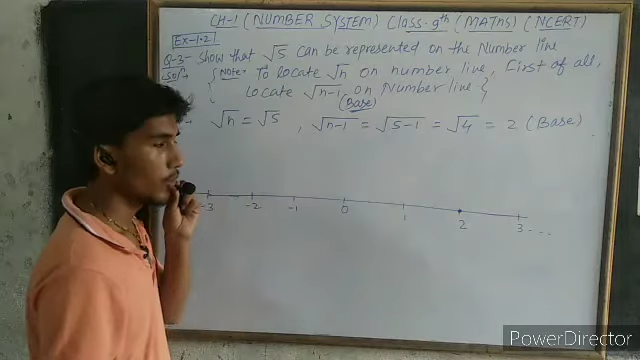 CH-1 (NUMBER SYSTEM) Class-9th (MATHs) (NCERT)
Ex-1.2
Q-3- Show that √5 Can be represented on the Number line
Solⁿ- { Note:- To locate √n on number line, First of all,
Locate √n-1 on Number line }
(Base)
√n = √5 , √n-1 = √5-1 = √4 = 2 (Base)
-3 -2 -1 0 1 2 3 ...
PowerDirector